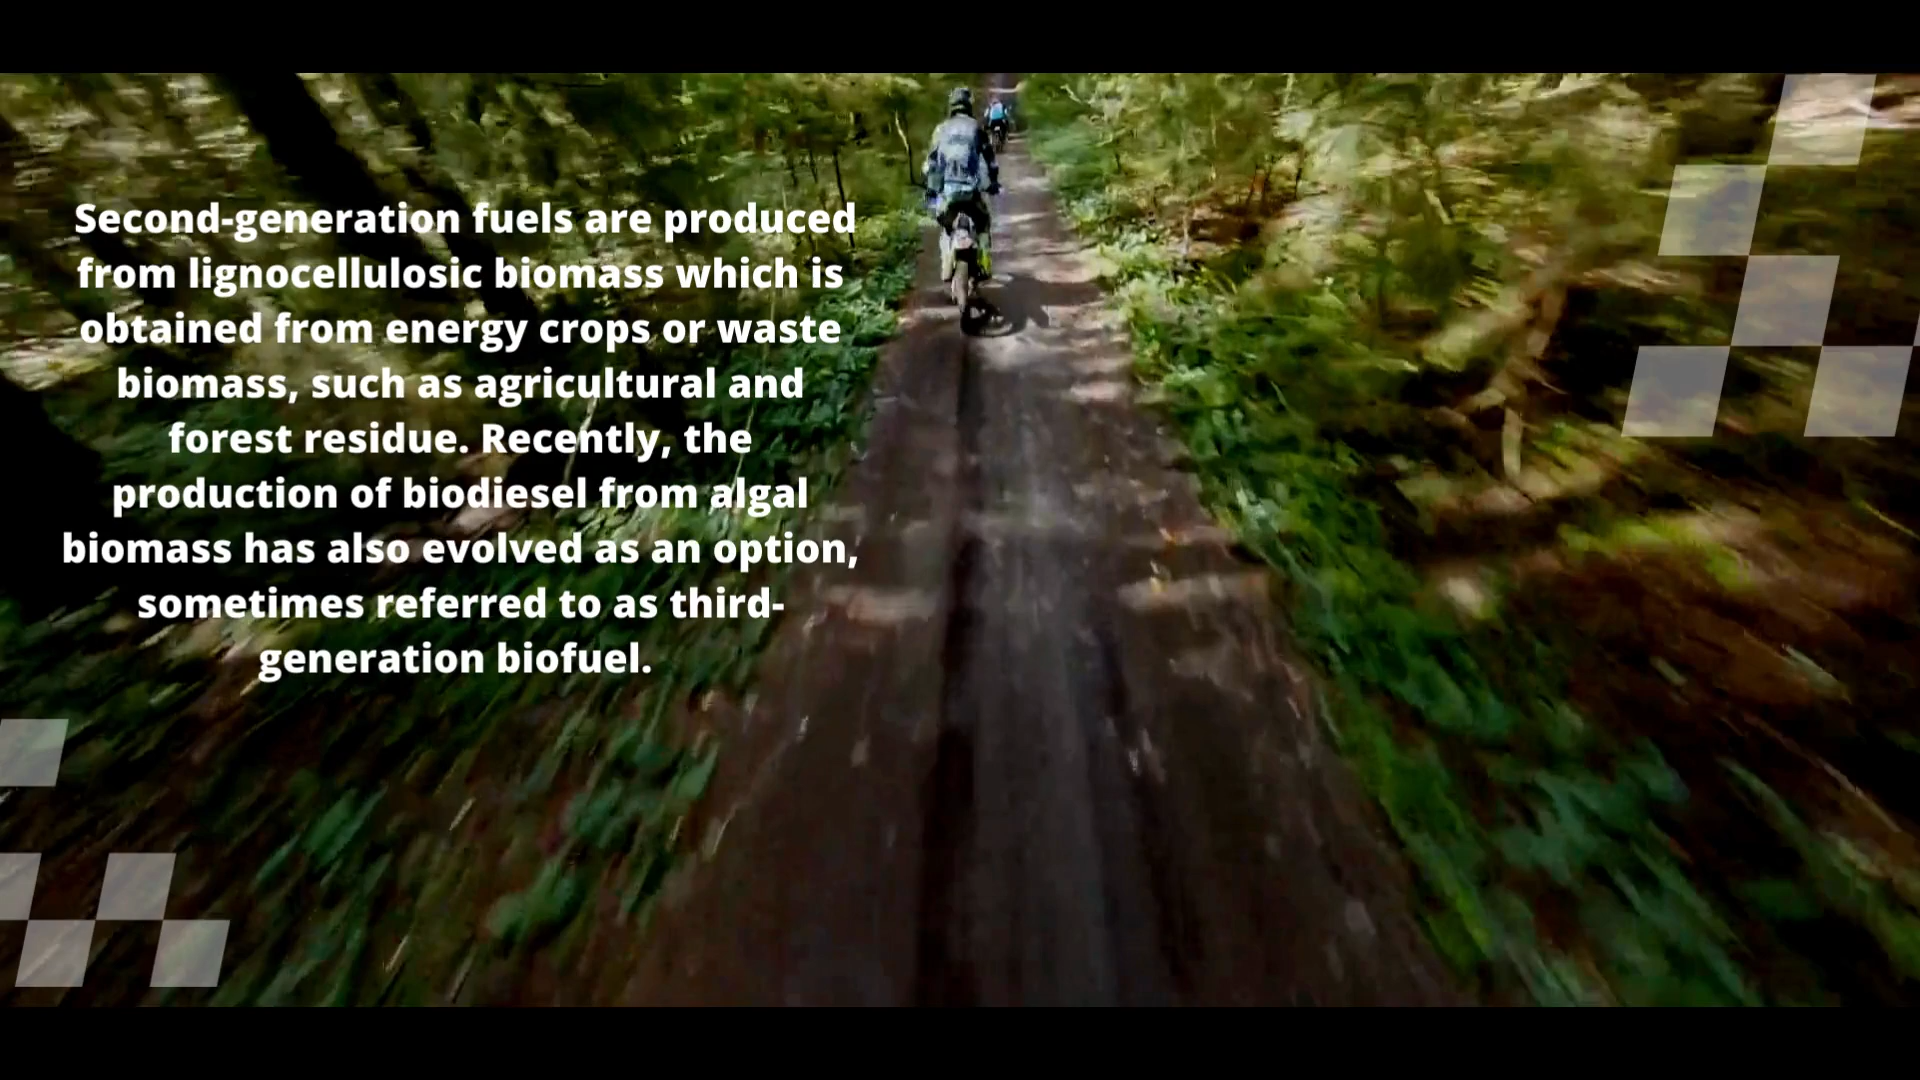 Second-generation fuels are produced
from lignocellulosic biomass which is
obtained from energy crops or waste
biomass, such as agricultural and
forest residue. Recently, the
production of biodiesel from algal
biomass has also evolved as an option,
sometimes referred to as third-
generation biofuel.